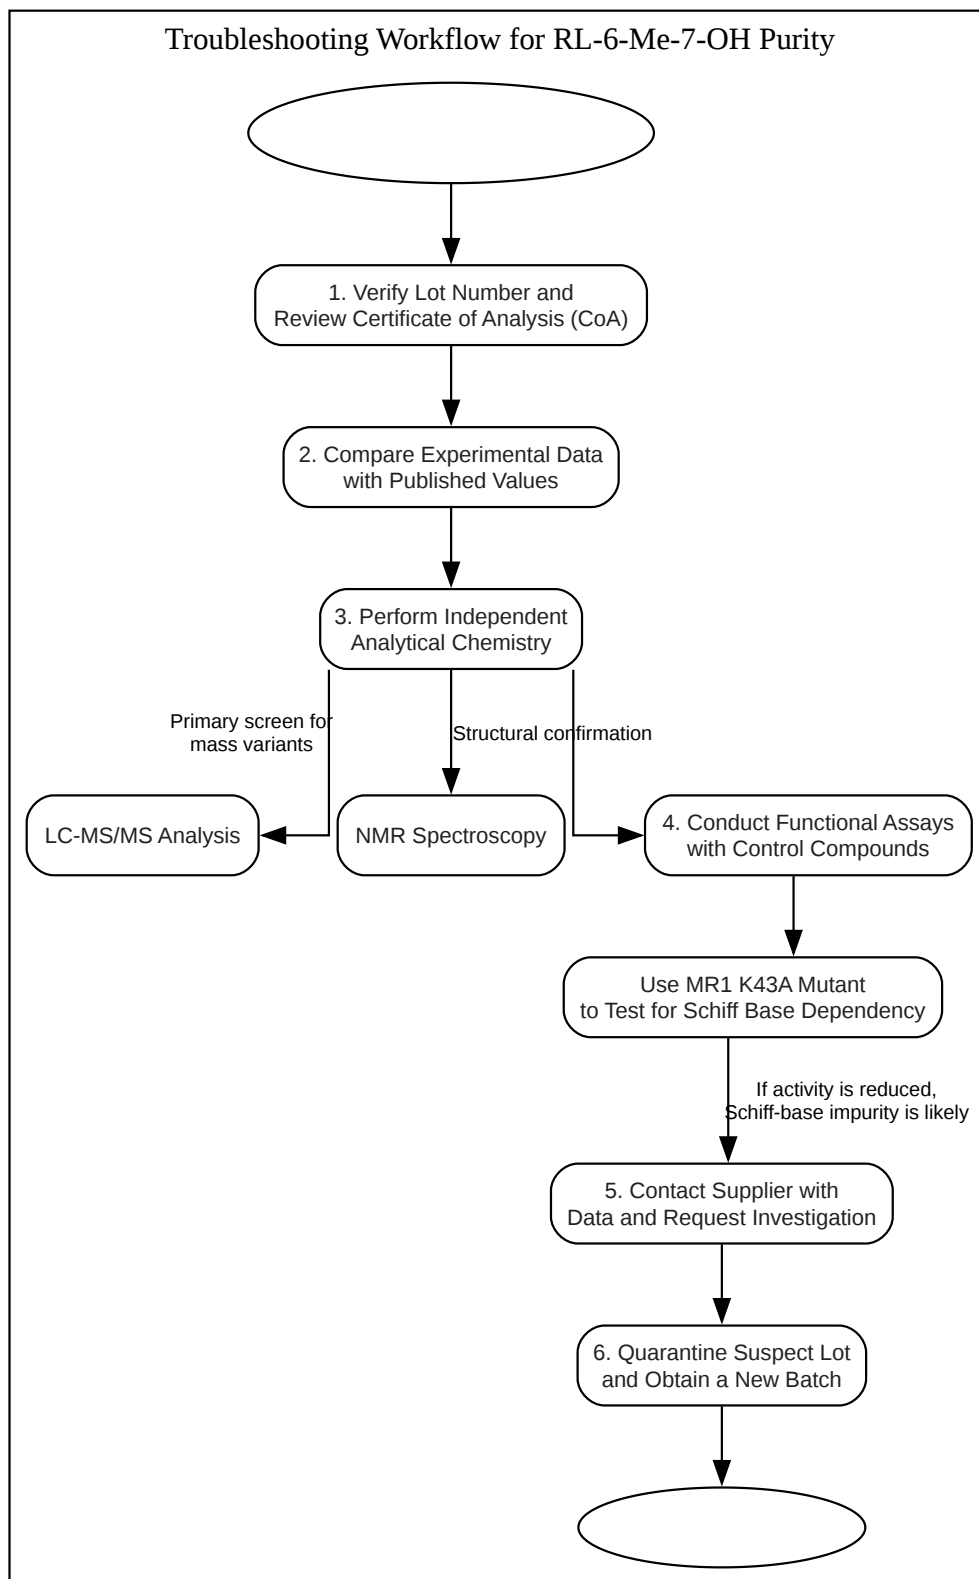 Troubleshooting Workflow for RL-6-Me-7-OH Purity
1. Verify Lot Number and
Review Certificate of Analysis (CoA)
2. Compare Experimental Data
with Published Values
3. Perform Independent
Analytical Chemistry
Primary screen for
mass variants
Structural confirmation
LC-MS/MS Analysis
NMR Spectroscopy
4. Conduct Functional Assays
with Control Compounds
Use MR1 K43A Mutant
to Test for Schiff Base Dependency
If activity is reduced,
Schiff-base impurity is likely
5. Contact Supplier with
Data and Request Investigation
6. Quarantine Suspect Lot
and Obtain a New Batch